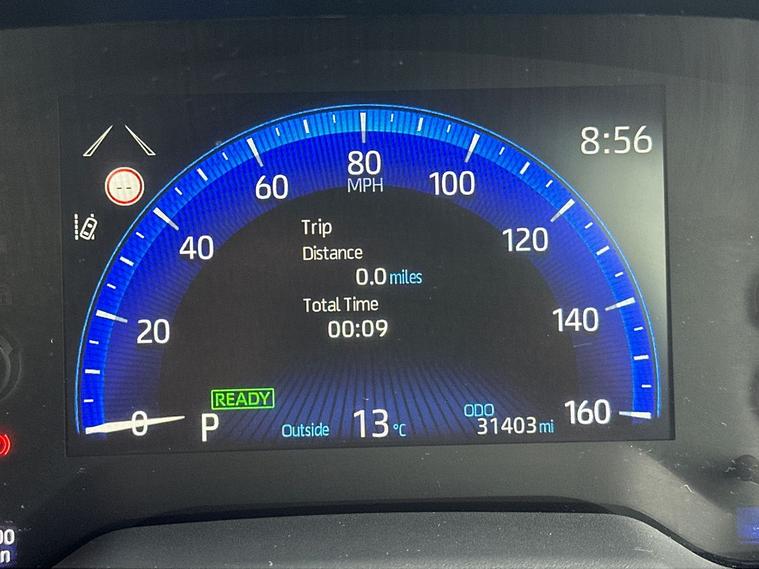 8:56
80
MPH
60
100
40
120
20
140
0
160
Trip
Distance
0.0 miles
Total Time
00:09
READY
P
Outside 13 °C
ODO
31403 mi
--